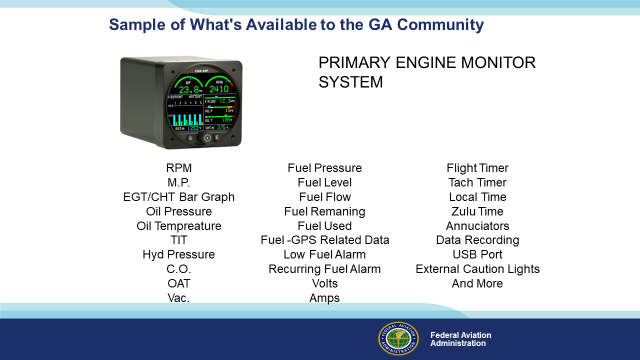 Sample of What's Available to the GA Community
PRIMARY ENGINE MONITOR
SYSTEM
RPM
M.P.
EGT/CHT Bar Graph
Oil Pressure
Oil Tempreature
TIT
Hyd Pressure
C.O.
OAT
Vac.
Fuel Pressure
Fuel Level
Fuel Flow
Fuel Remaning
Fuel Used
Fuel -GPS Related Data
Low Fuel Alarm
Recurring Fuel Alarm
Volts
Amps
Flight Timer
Tach Timer
Local Time
Zulu Time
Annuciators
Data Recording
USB Port
External Caution Lights
And More
RPM
23.8
2410
Federal Aviation
Administration